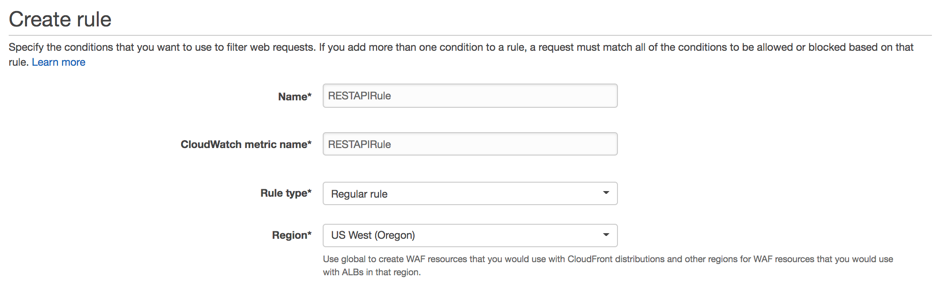 Create rule
Specify the conditions that you want to use to filter web requests. If you add more than one condition to a rule, a request must match all of the conditions to be allowed or blocked based on that
rule. Learn more
Name* RESTAPIRule
CloudWatch metric name* RESTAPIRule
Rule type* Regular rule
Region* US West (Oregon)
Use global to create WAF resources that you would use with CloudFront distributions and other regions for WAF resources that you would use
with ALBs in that region.